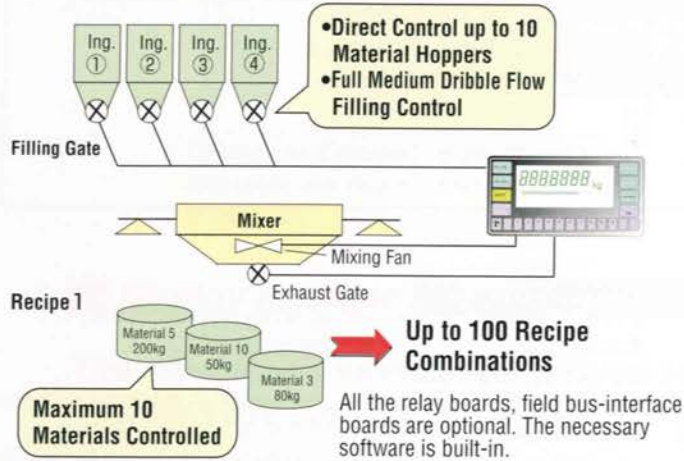 Ing.
①
Ing.
②
Ing.
③
Ing.
④
•Direct Control up to 10
Material Hoppers
•Full Medium Dribble Flow
Filling Control
Filling Gate
8888888 kg
Mixer
Mixing Fan
Exhaust Gate
Recipe 1
Material 5
200kg
Material 10
50kg
Material 3
80kg
Up to 100 Recipe
Combinations
Maximum 10
Materials Controlled
All the relay boards, field bus-interface
boards are optional. The necessary
software is built-in.